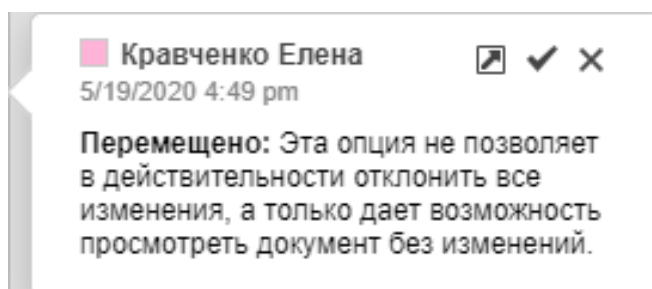 Кравченко Елена
5/19/2020 4:49 pm
Перемещено: Эта опция не позволяет
в действительности отклонить все
изменения, а только дает возможность
просмотреть документ без изменений.